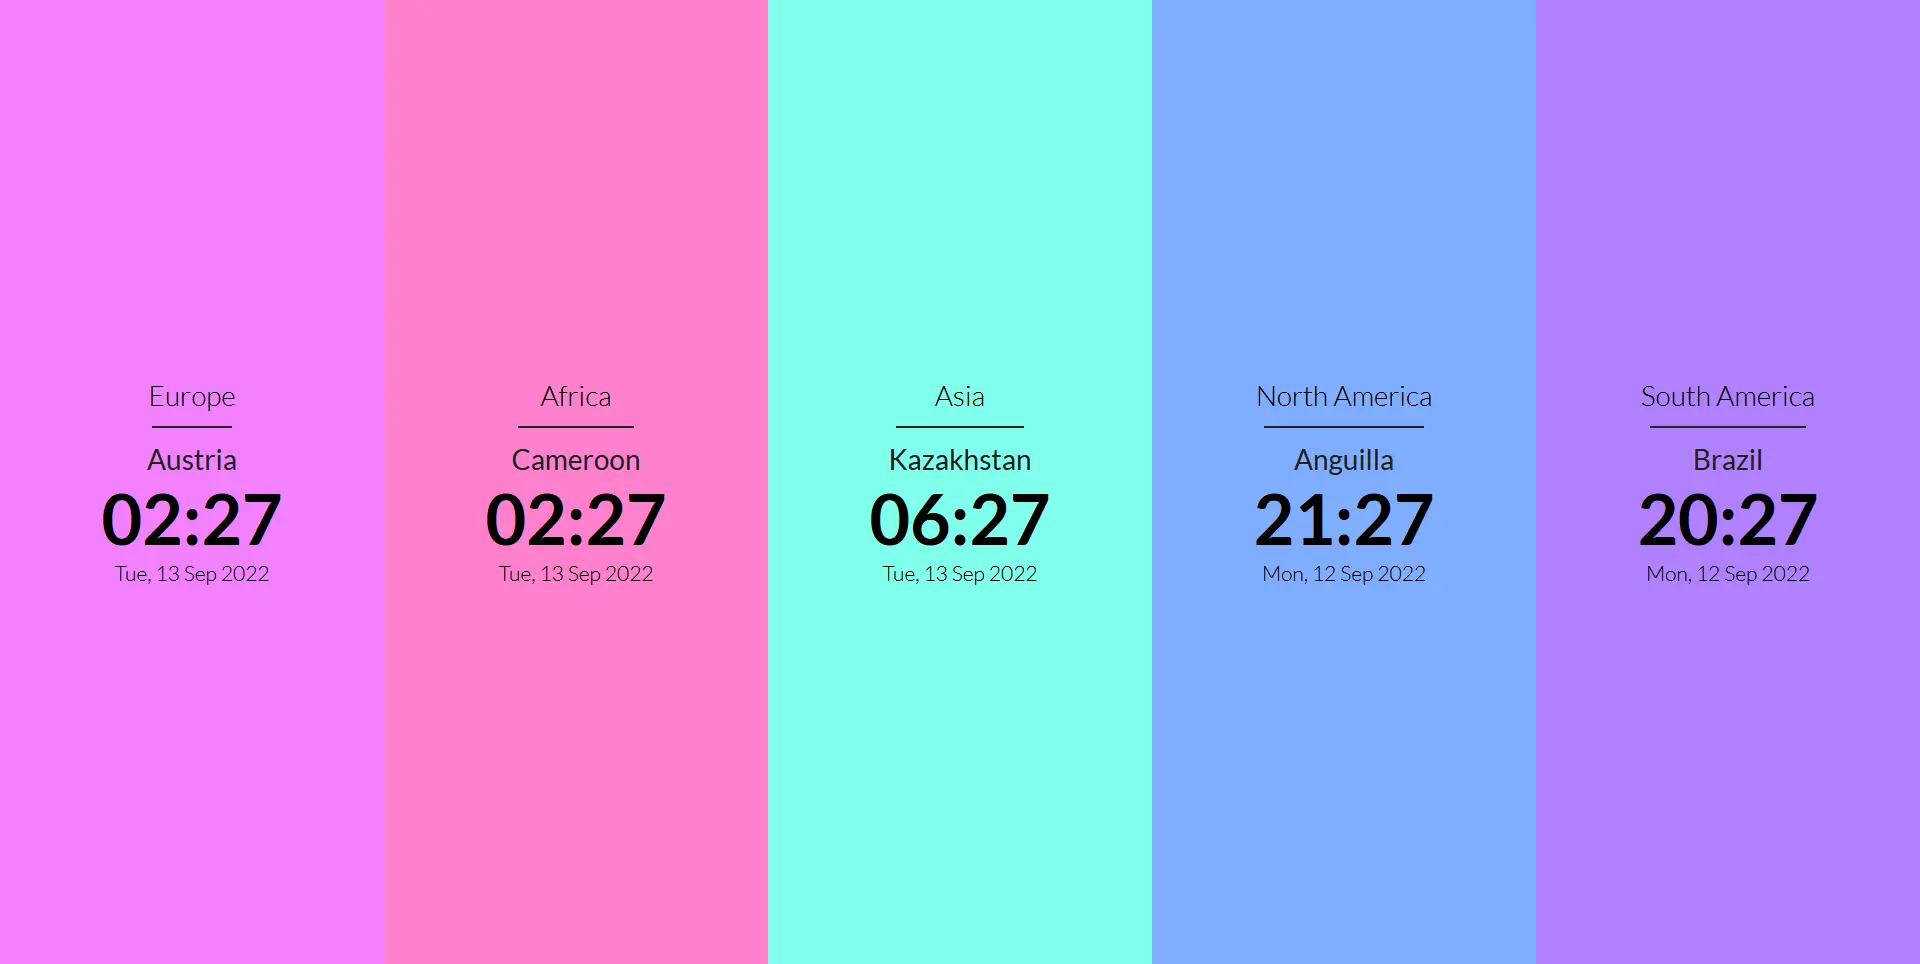 Europe
Austria
02:27
Tue, 13 Sep 2022
Africa
Cameroon
02:27
Tue, 13 Sep 2022
Asia
Kazakhstan
06:27
Tue, 13 Sep 2022
North America
Anguilla
21:27
Mon, 12 Sep 2022
South America
Brazil
20:27
Mon, 12 Sep 2022